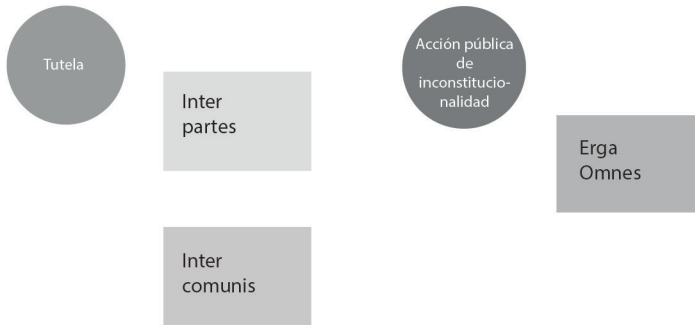 Tutela
Inter
partes
Inter
comunis
Acción pública
de
inconstitucio-
nalidad
Erga
Omnes